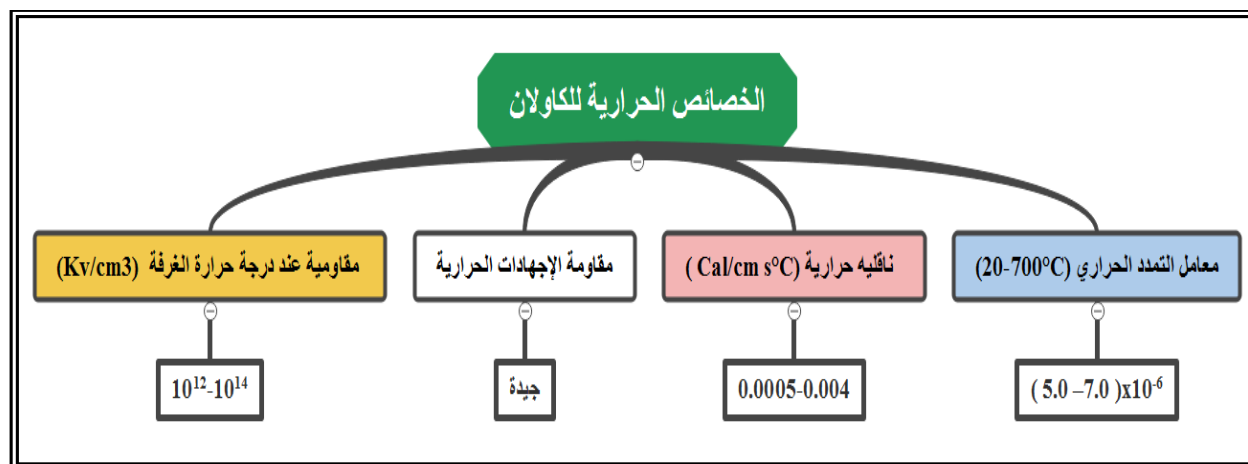 الخصائص الحرارية للكاولان
معامل التمدد الحراري (20-700°C)
ناقليه حرارية (Cal/cm s°C )
مقاومة الإجهادات الحرارية
مقاومية عند درجة حرارة الغرفة (Kv/cm3)
( 5.0 –7.0 )x10⁻⁶
0.0005-0.004
جيدة
10¹²-10¹⁴